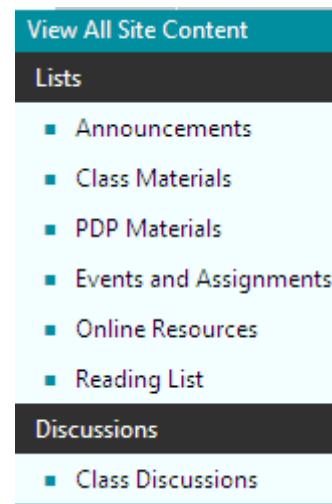 View All Site Content
Lists
Announcements
Class Materials
PDP Materials
Events and Assignments
Online Resources
Reading List
Discussions
Class Discussions